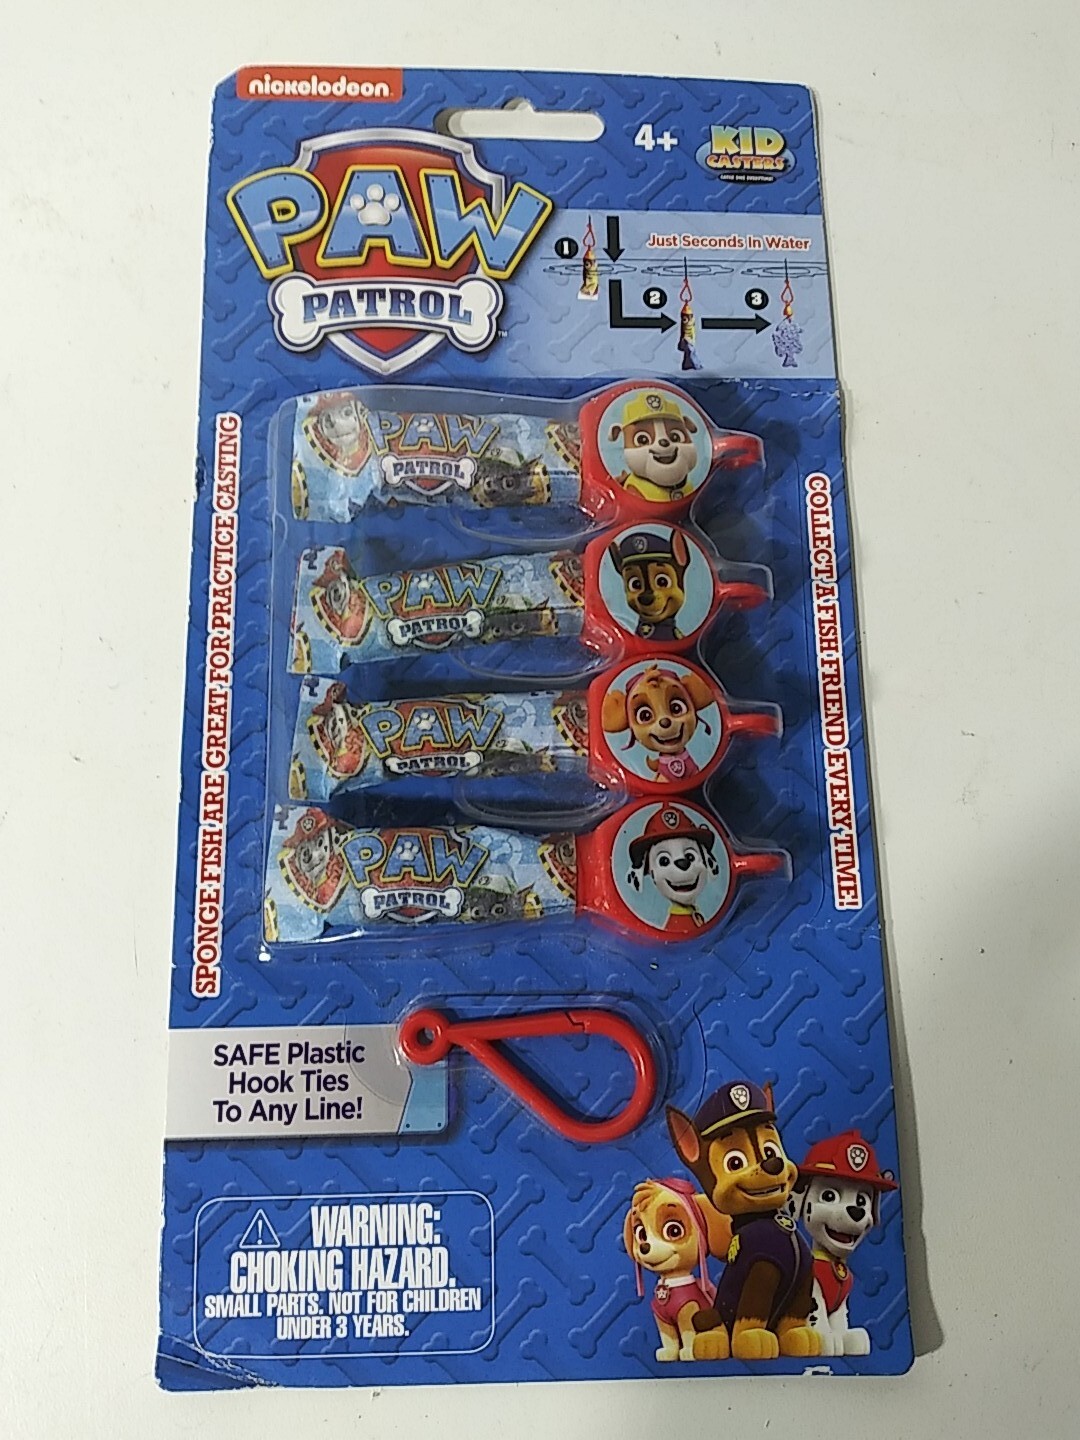 nickelodeon
4+
KID
CASTERS
PAW
PATROL
™
Just Seconds In Water
1
2
3
SPONGE FISH ARE GREAT FOR PRACTICE CASTING
COLLECT A FISH FRIEND EVERY TIME!
PAW
PATROL
PAW
PATROL
PAW
PATROL
PAW
PATROL
SAFE Plastic
Hook Ties
To Any Line!
WARNING:
CHOKING HAZARD.
SMALL PARTS. NOT FOR CHILDREN
UNDER 3 YEARS.